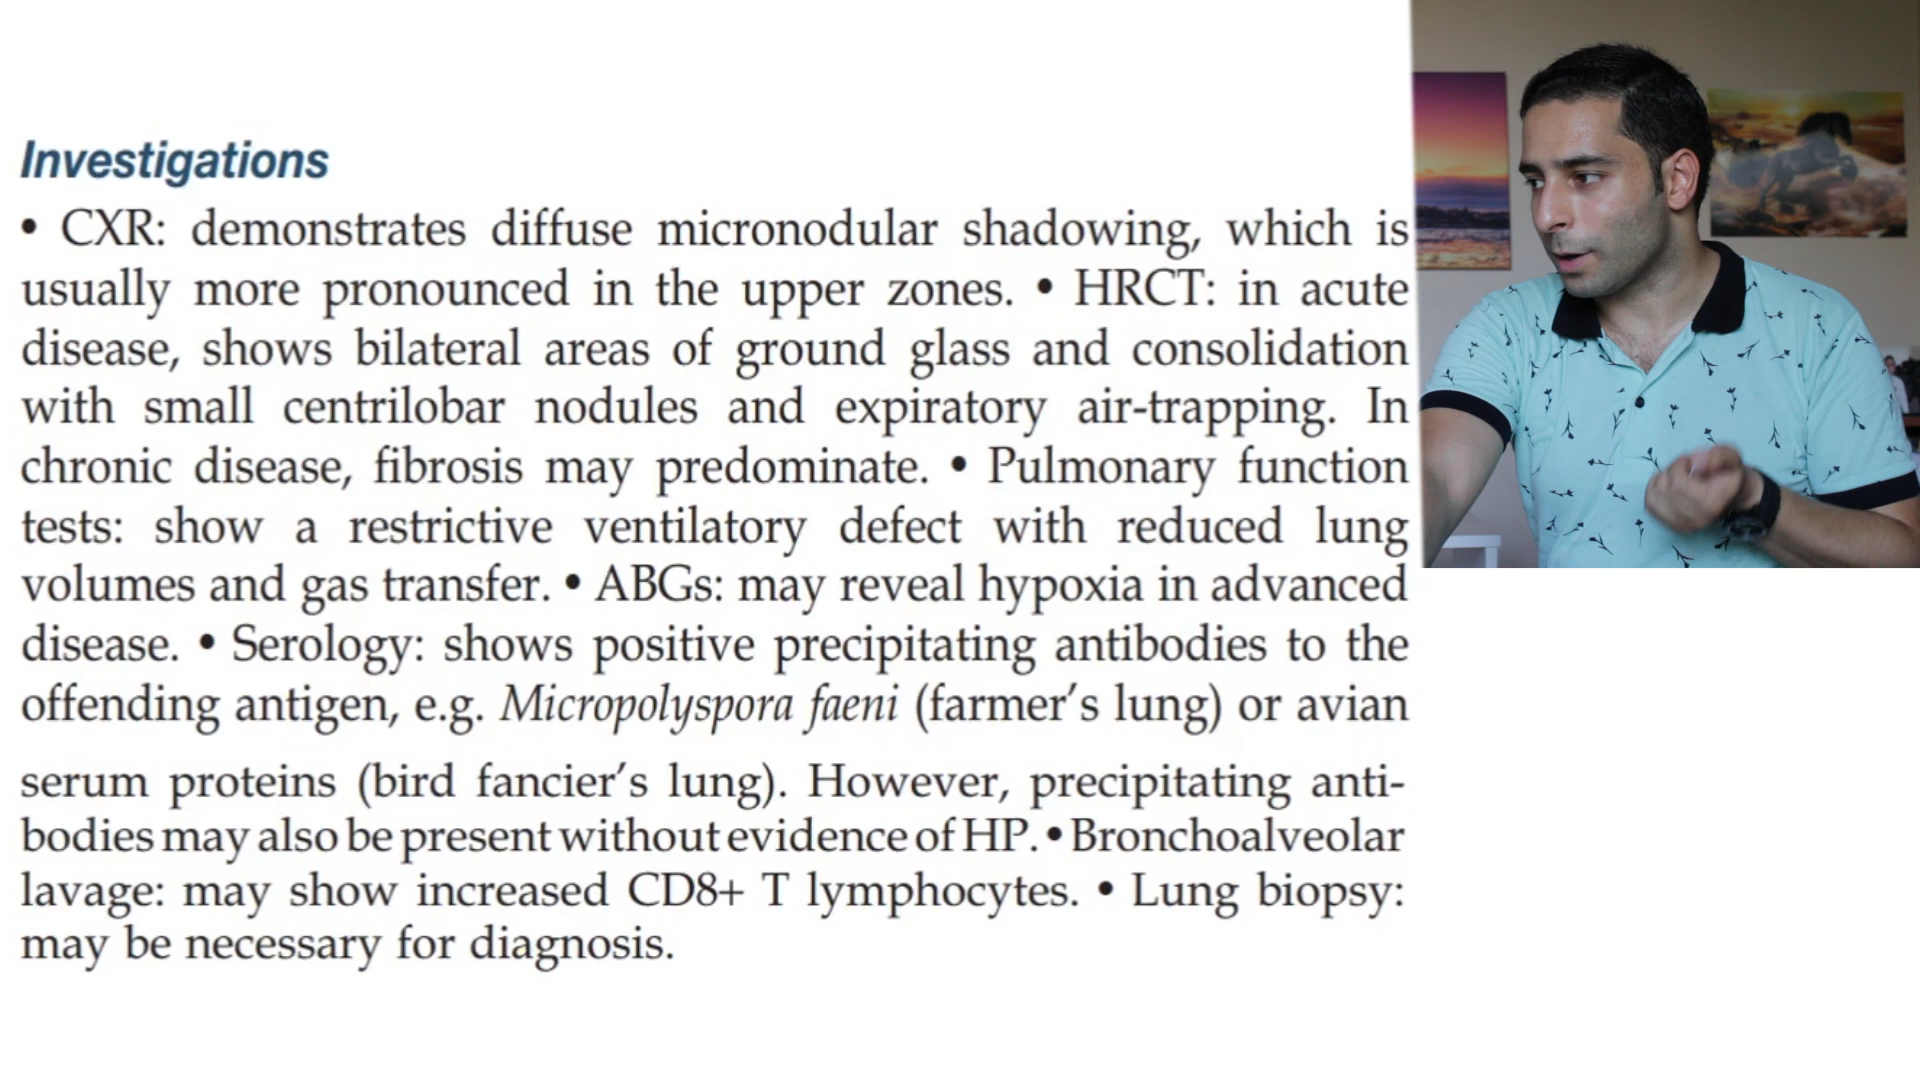 Investigations
• CXR: demonstrates diffuse micronodular shadowing, which is
usually more pronounced in the upper zones. • HRCT: in acute
disease, shows bilateral areas of ground glass and consolidation
with small centrilobar nodules and expiratory air-trapping. In
chronic disease, fibrosis may predominate. • Pulmonary function
tests: show a restrictive ventilatory defect with reduced lung
volumes and gas transfer. • ABGs: may reveal hypoxia in advanced
disease. • Serology: shows positive precipitating antibodies to the
offending antigen, e.g. Micropolyspora faeni (farmer's lung) or avian
serum proteins (bird fancier's lung). However, precipitating anti-
bodies may also be present without evidence of HP. • Bronchoalveolar
lavage: may show increased CD8+ T lymphocytes. • Lung biopsy:
may be necessary for diagnosis.